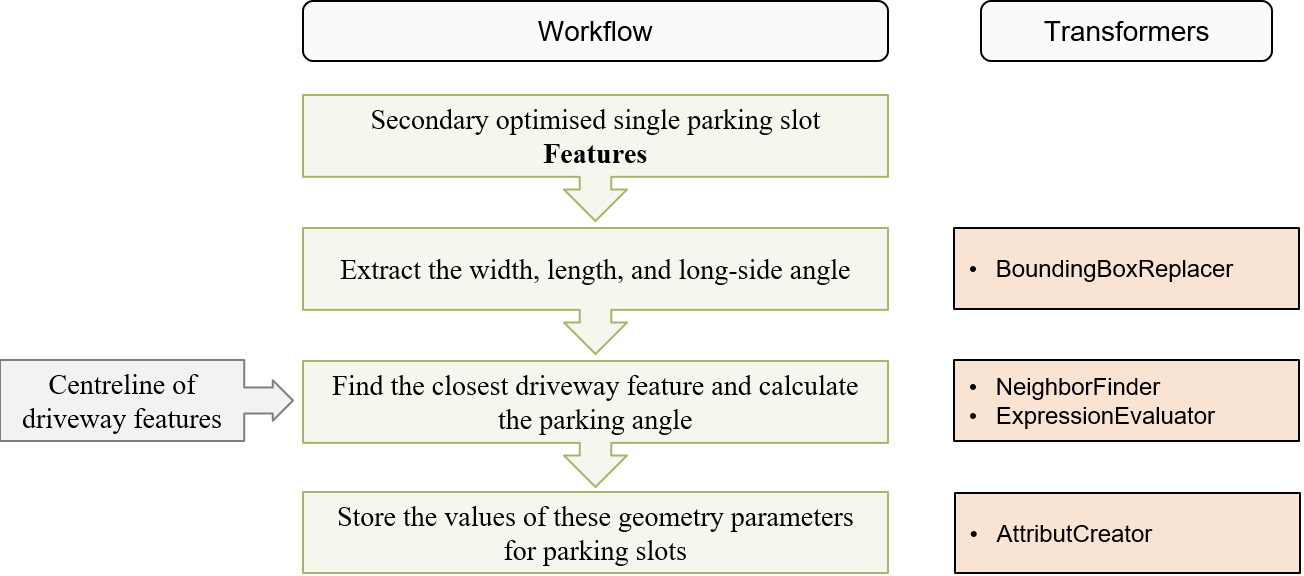 Workflow
Transformers
Secondary optimised single parking slot
Features
Extract the width, length, and long-side angle
• BoundingBoxReplacer
Centreline of
driveway features
Find the closest driveway feature and calculate
the parking angle
• NeighborFinder
• ExpressionEvaluator
Store the values of these geometry parameters
for parking slots
• AttributCreator